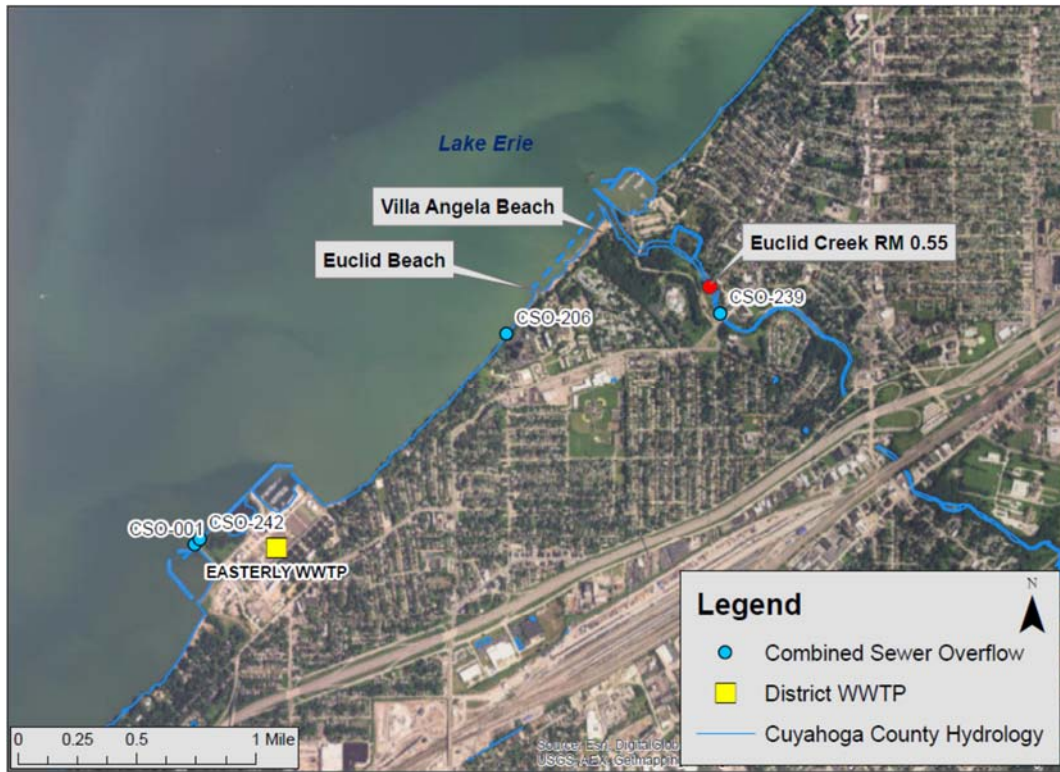 Lake Erie
Villa Angela Beach
Euclid Creek RM 0.55
Euclid Beach
CSO-239
CSO-206
CSO-001
CSO-242
EASTERLY WWTP
Legend
N
Combined Sewer Overflow
District WWTP
Cuyahoga County Hydrology
0 0.25 0.5 1 Mile
Source: Esri, DigitalGlob
USGS, AEX, Getmappin